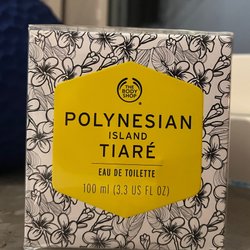 THE
BODY
SHOP
POLYNESIAN
ISLAND
TIARÉ
EAU DE TOILETTE
100 ml (3.3 US FL OZ)